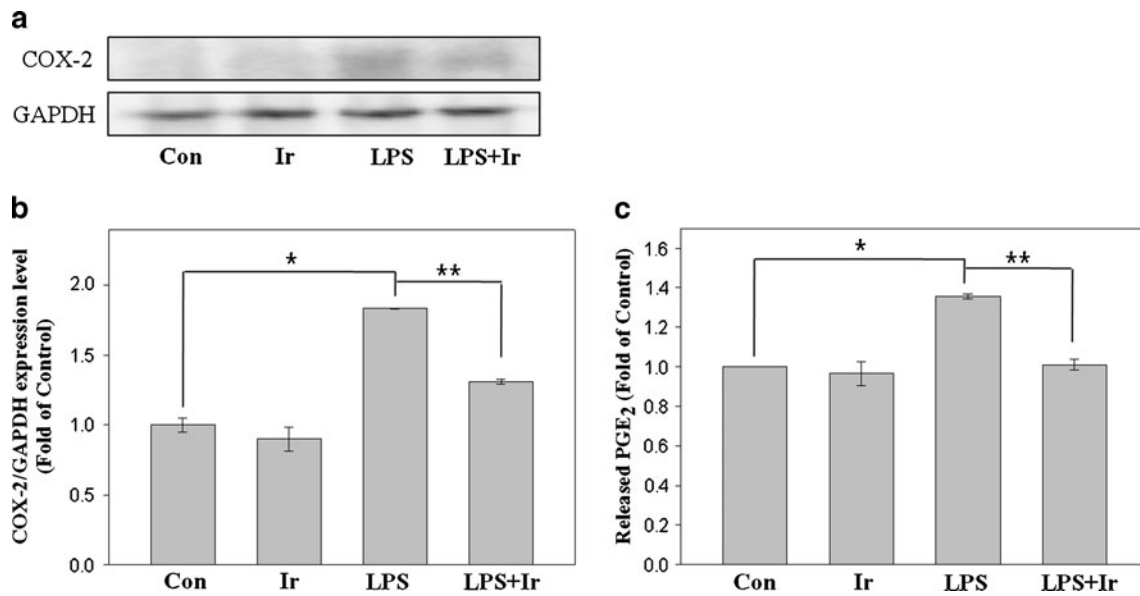 a
COX-2
GAPDH
Con Ir LPS LPS+Ir
b
COX-2/GAPDH expression level
(Fold of Control)
2.0
1.5
1.0
0.5
0.0
* **
Con Ir LPS LPS+Ir
c
Released PGE2 (Fold of Control)
1.6
1.4
1.2
1.0
0.8
0.6
0.4
0.2
0.0
* **
Con Ir LPS LPS+Ir